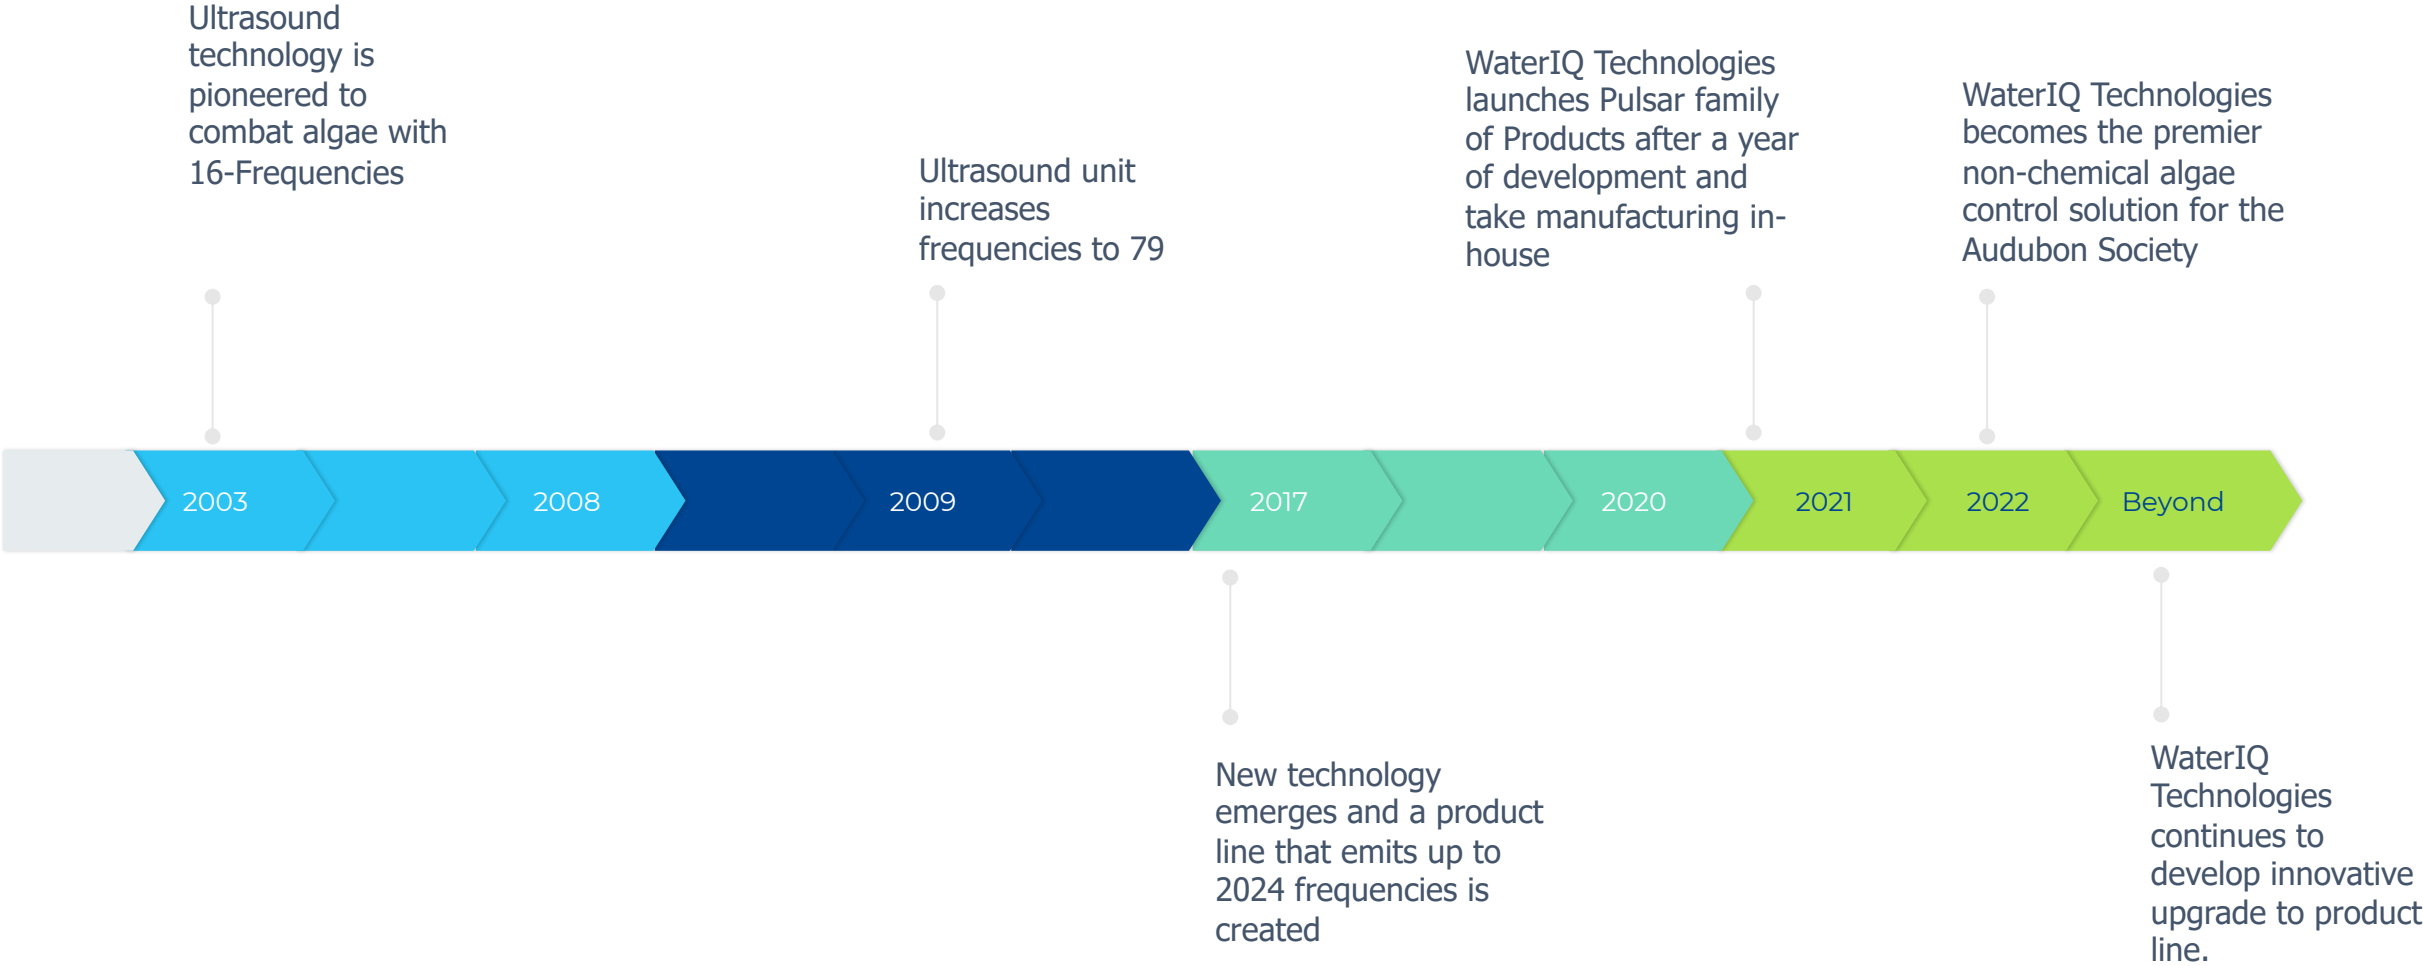 Ultrasound
technology is
pioneered to
combat algae with
16-Frequencies
Ultrasound unit
increases
frequencies to 79
WaterIQ Technologies
launches Pulsar family
of Products after a year
of development and
take manufacturing in-
house
WaterIQ Technologies
becomes the premier
non-chemical algae
control solution for the
Audubon Society
2003
2008
2009
2017
2020
2021
2022
Beyond
New technology
emerges and a product
line that emits up to
2024 frequencies is
created
WaterIQ
Technologies
continues to
develop innovative
upgrade to product
line.